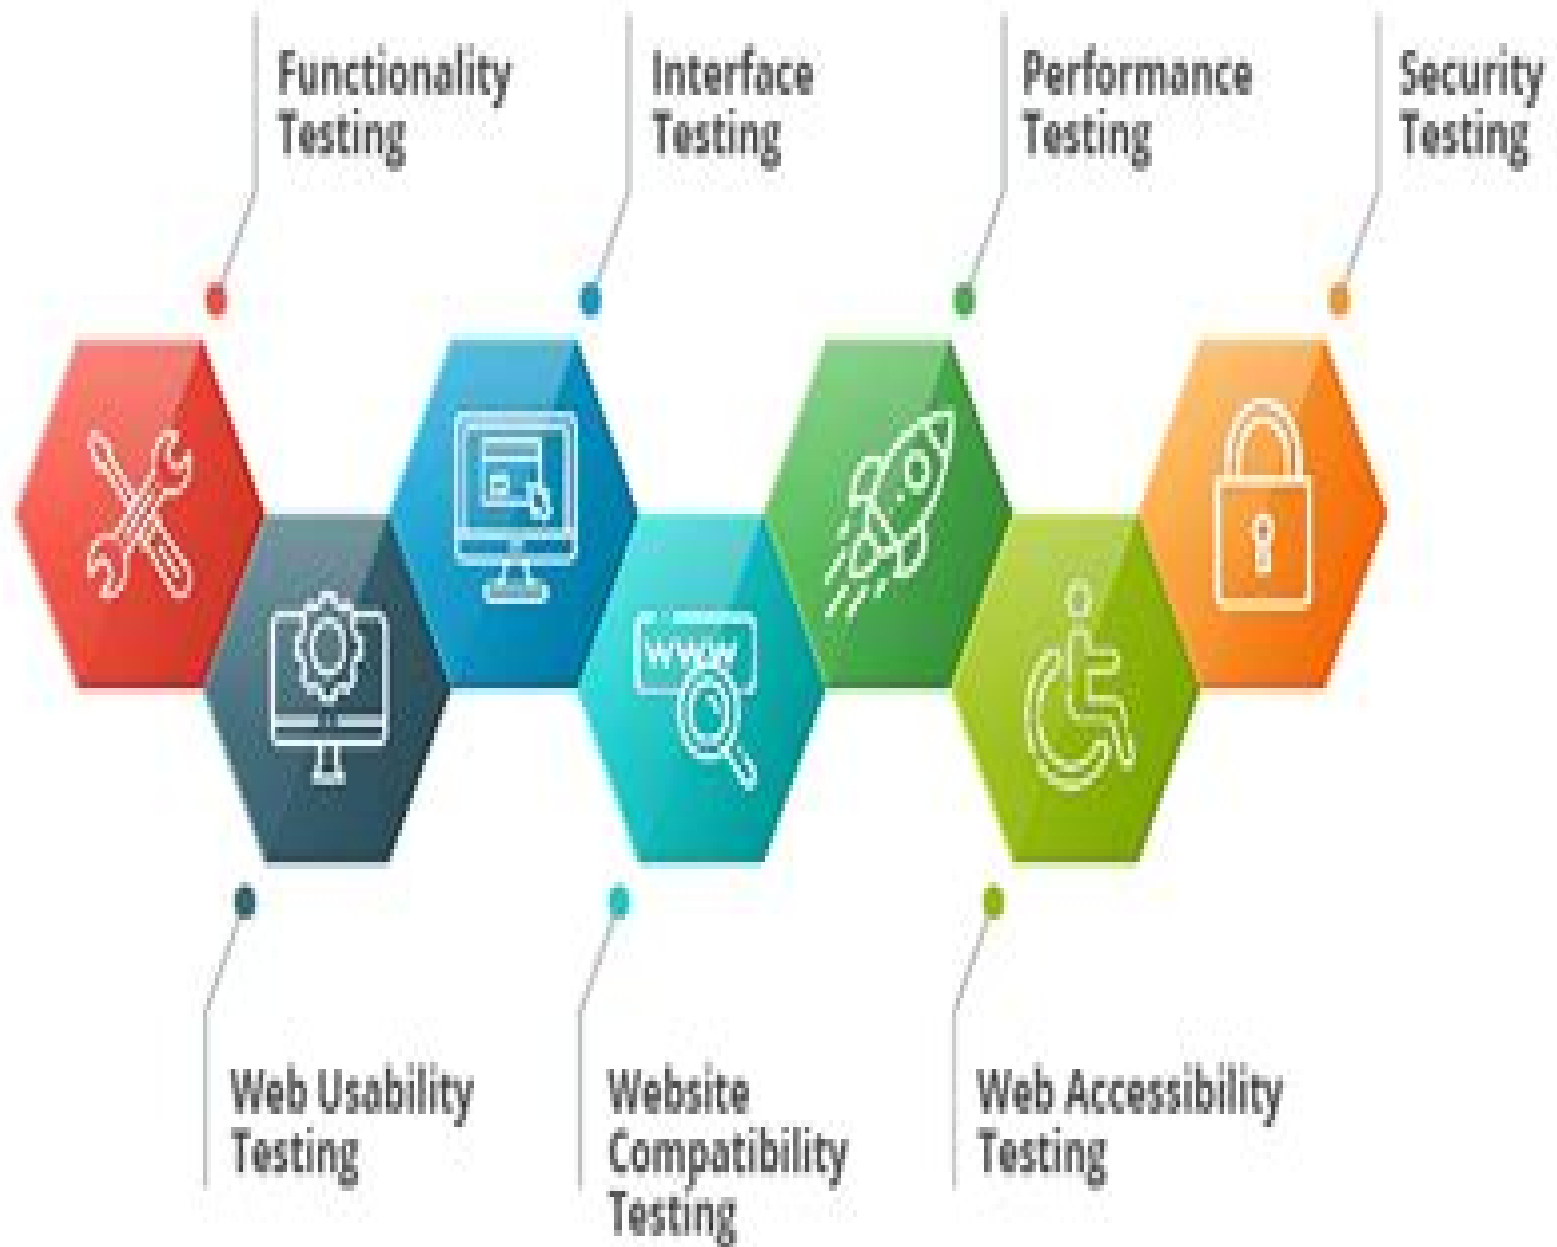 Functionality
Testing
Interface
Testing
Performance
Testing
Security
Testing
www
Web Usability
Testing
Website
Compatibility
Testing
Web Accessibility
Testing